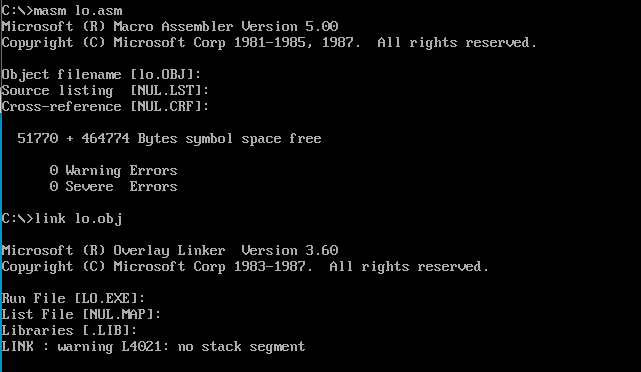 C:\>masm lo.asm
Microsoft (R) Macro Assembler Version 5.00
Copyright (C) Microsoft Corp 1981-1985, 1987.  All rights reserved.
Object filename [lo.OBJ]:
Source listing  [NUL.LST]:
Cross-reference [NUL.CRF]:
51770 + 464774 Bytes symbol space free
0 Warning Errors
0 Severe  Errors
C:\>link lo.obj
Microsoft (R) Overlay Linker  Version 3.60
Copyright (C) Microsoft Corp 1983-1987.  All rights reserved.
Run File [LO.EXE]:
List File [NUL.MAP]:
Libraries [.LIB]:
LINK : warning L4021: no stack segment